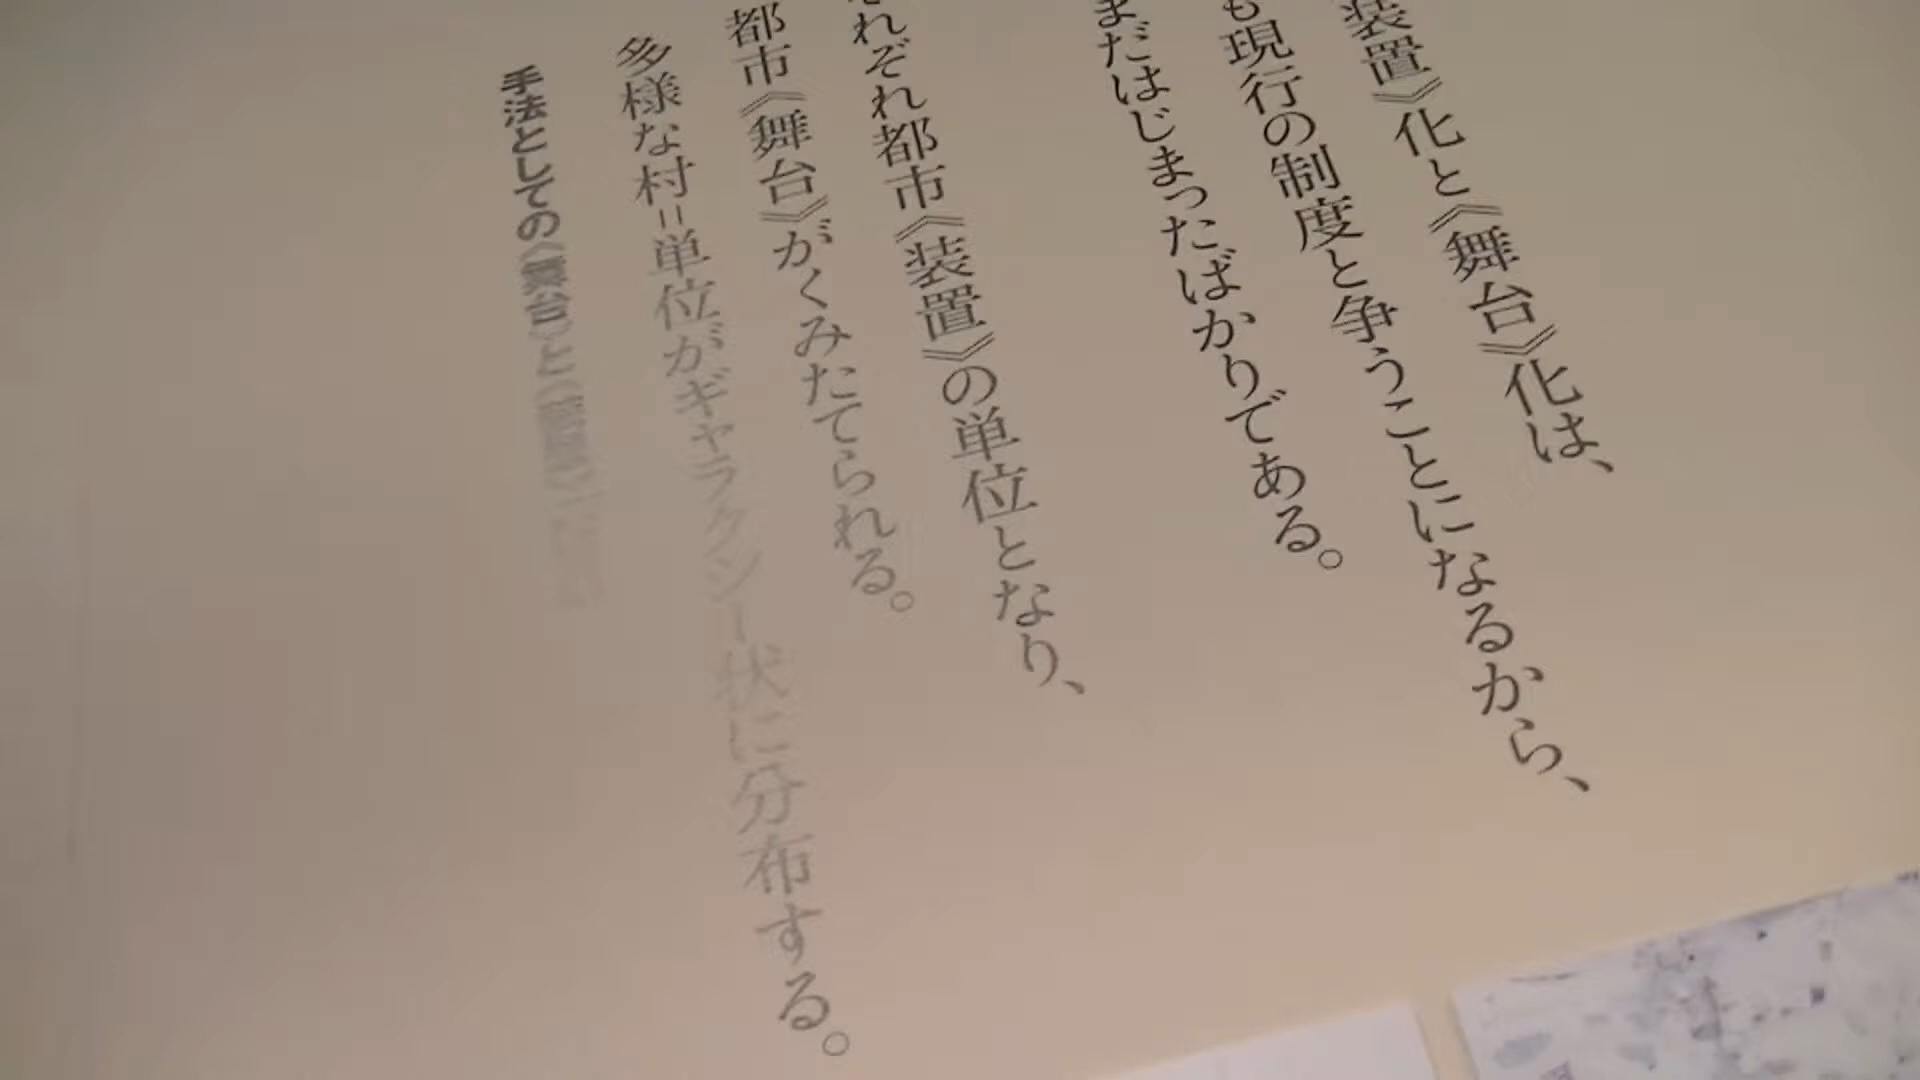 装置》化と《舞台》化は、
も現行の制度と争うことになるから、
まだはじまったばかりである。
れぞれ都市《装置》の単位となり、
都市《舞台》がくみたてられる。
多様な村=単位がギャラクシー状に分布する。
手法としての《舞台》と